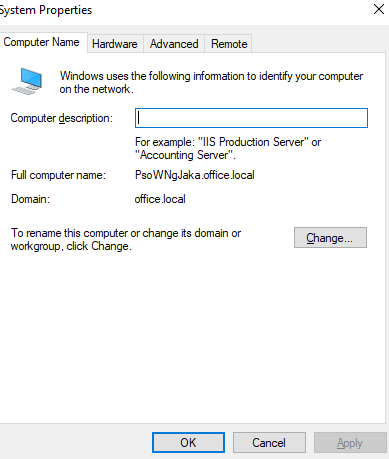 System Properties
Computer Name Hardware Advanced Remote
Windows uses the following information to identify your computer
on the network.
Computer description:
For example: "IIS Production Server" or
"Accounting Server".
Full computer name: PsoWNgJaka.office.local
Domain: office.local
To rename this computer or change its domain or
workgroup, click Change.
Change...
OK Cancel Apply